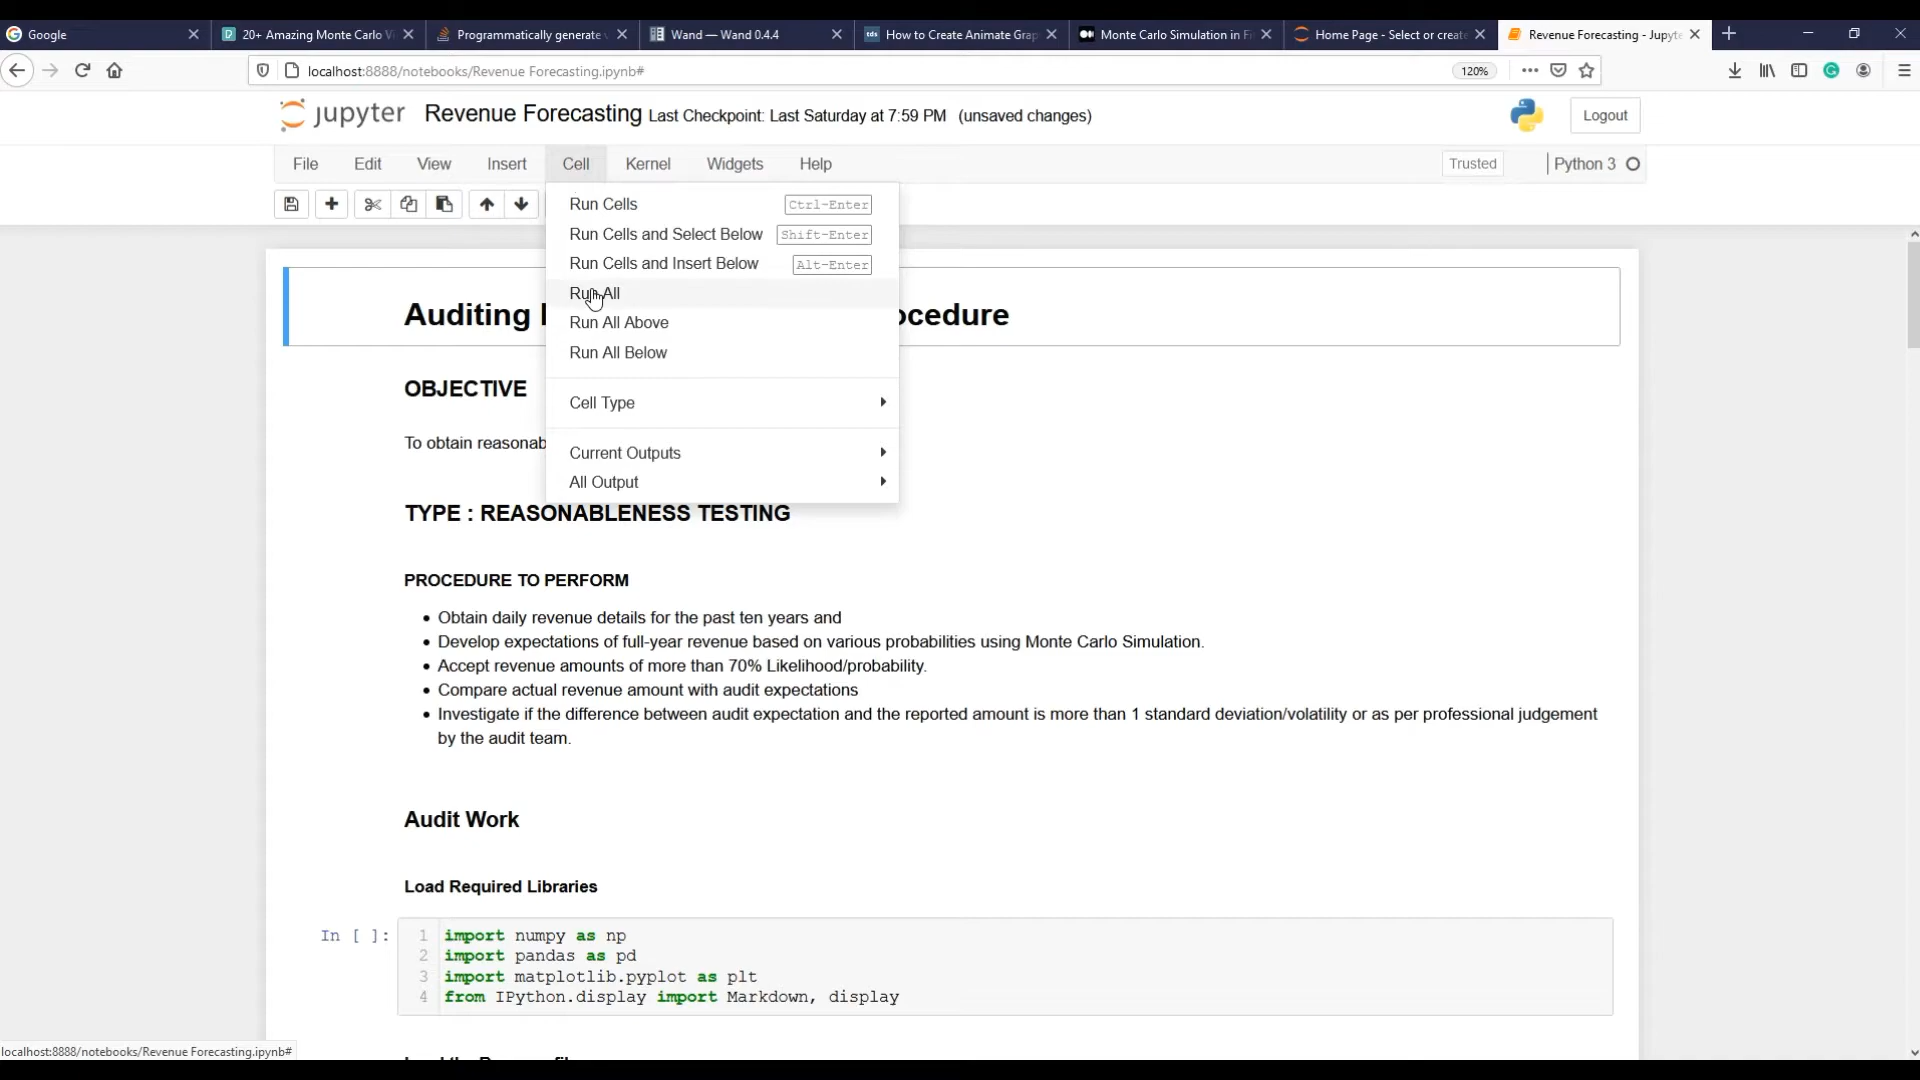 Google
20+ Amazing Monte Carlo Vi
Programmatically generate v
Wand — Wand 0.4.4
tds How to Create Animate Grap
Monte Carlo Simulation in Fi
Home Page - Select or create
Revenue Forecasting - Jupyte
localhost:8888/notebooks/Revenue Forecasting.ipynb#
120%
jupyter Revenue Forecasting Last Checkpoint: Last Saturday at 7:59 PM (unsaved changes)
Logout
File Edit View Insert Cell Kernel Widgets Help
Trusted
Python 3
Run Cells Ctrl-Enter
Run Cells and Select Below Shift-Enter
Run Cells and Insert Below Alt-Enter
Run All
Run All Above
Run All Below
Cell Type
Current Outputs
All Output
Auditing
OBJECTIVE
To obtain reasonab
TYPE : REASONABLENESS TESTING
PROCEDURE TO PERFORM
• Obtain daily revenue details for the past ten years and
• Develop expectations of full-year revenue based on various probabilities using Monte Carlo Simulation.
• Accept revenue amounts of more than 70% Likelihood/probability.
• Compare actual revenue amount with audit expectations
• Investigate if the difference between audit expectation and the reported amount is more than 1 standard deviation/volatility or as per professional judgement
by the audit team.
Audit Work
Load Required Libraries
In [ ]:
1 import numpy as np
2 import pandas as pd
3 import matplotlib.pyplot as plt
4 from IPython.display import Markdown, display
localhost:8888/notebooks/Revenue Forecasting.ipynb#